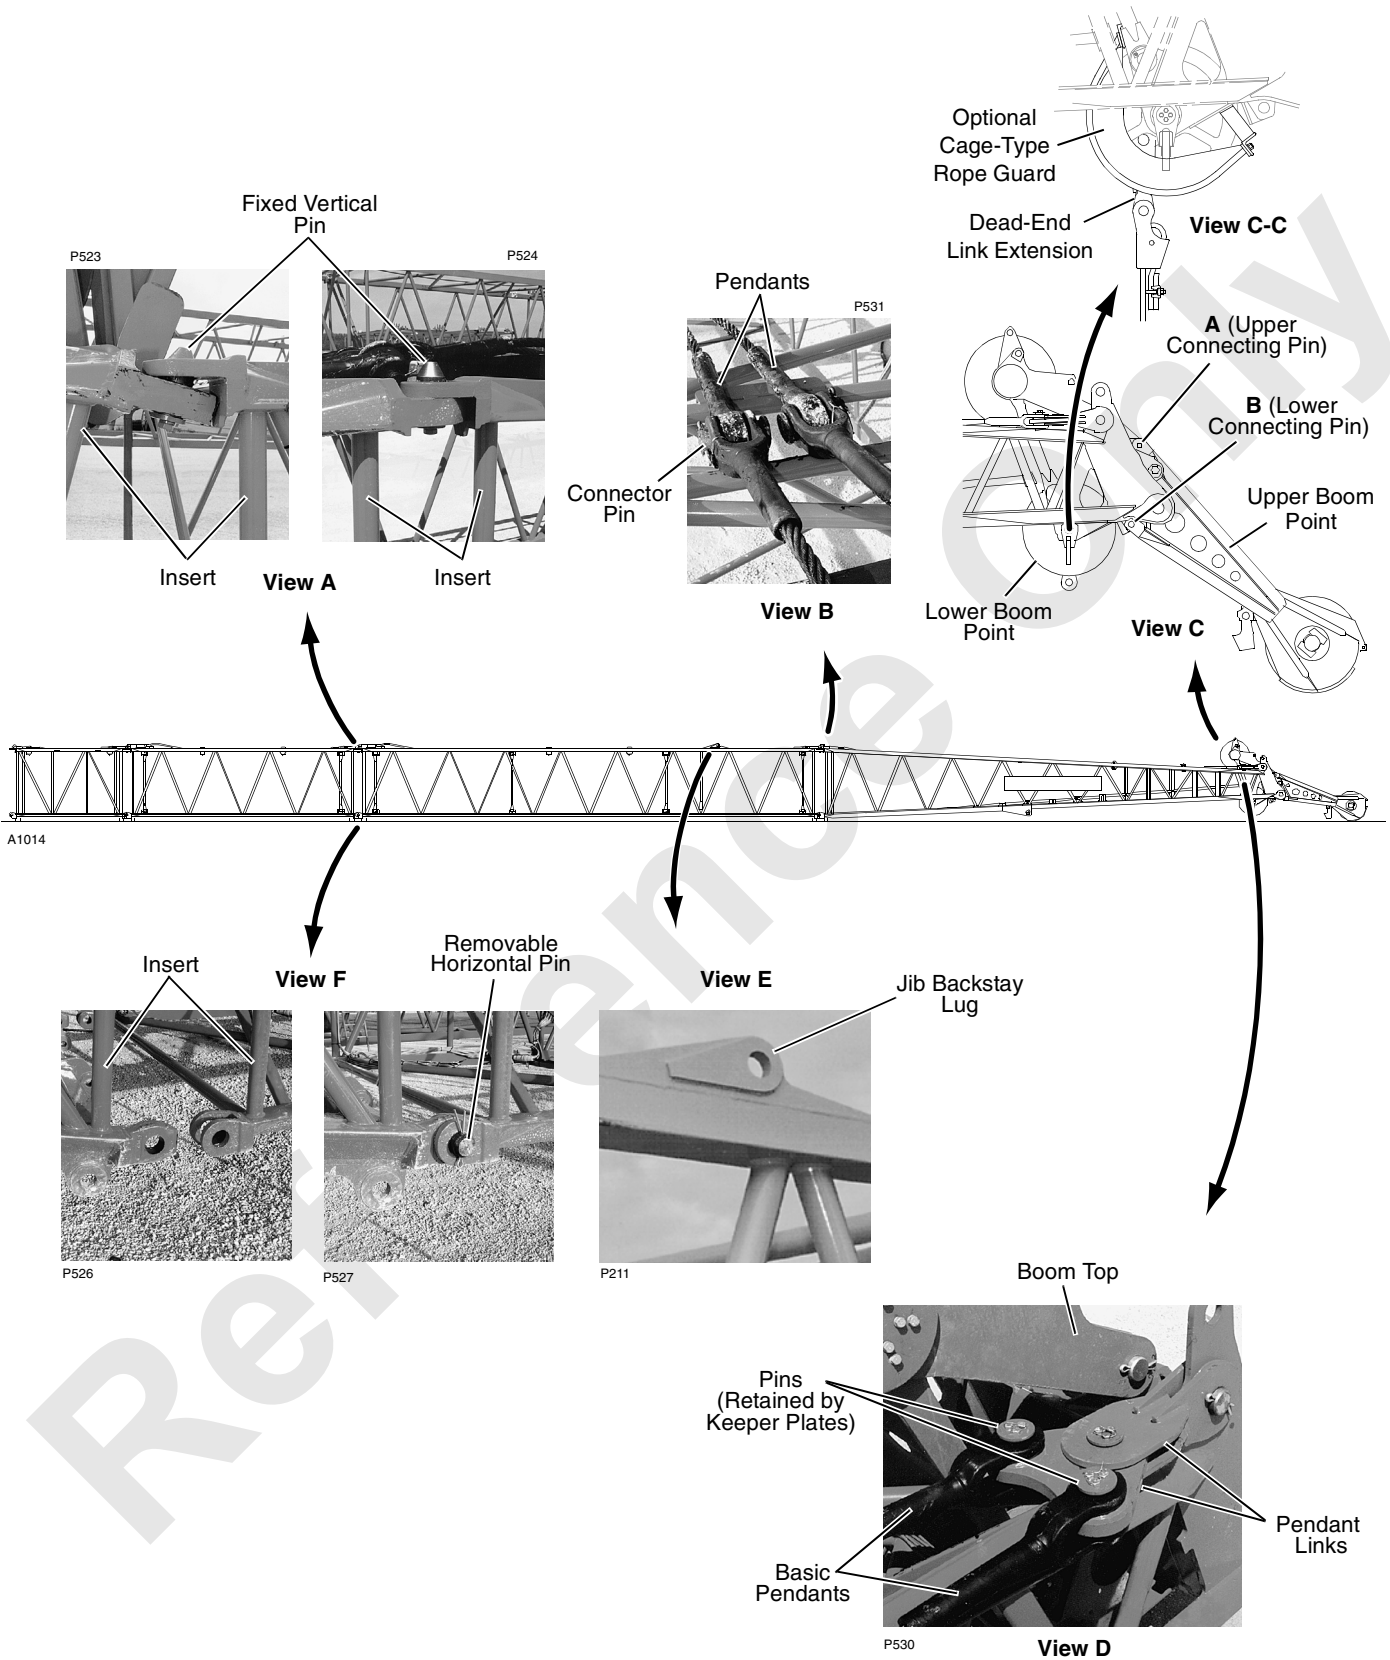 Optional
Cage-Type
Rope Guard
Dead-End
Link Extension
View C-C
Fixed Vertical
Pin
P523
P524
Insert
Insert
View A
Pendants
P531
Connector
Pin
View B
A (Upper
Connecting Pin)
B (Lower
Connecting Pin)
Upper Boom
Point
Lower Boom
Point
View C
A1014
Insert
View F
Removable
Horizontal Pin
P526
P527
View E
Jib Backstay
Lug
P211
Boom Top
Pins
(Retained by
Keeper Plates)
Basic
Pendants
Pendant
Links
P530
View D
Reference Only